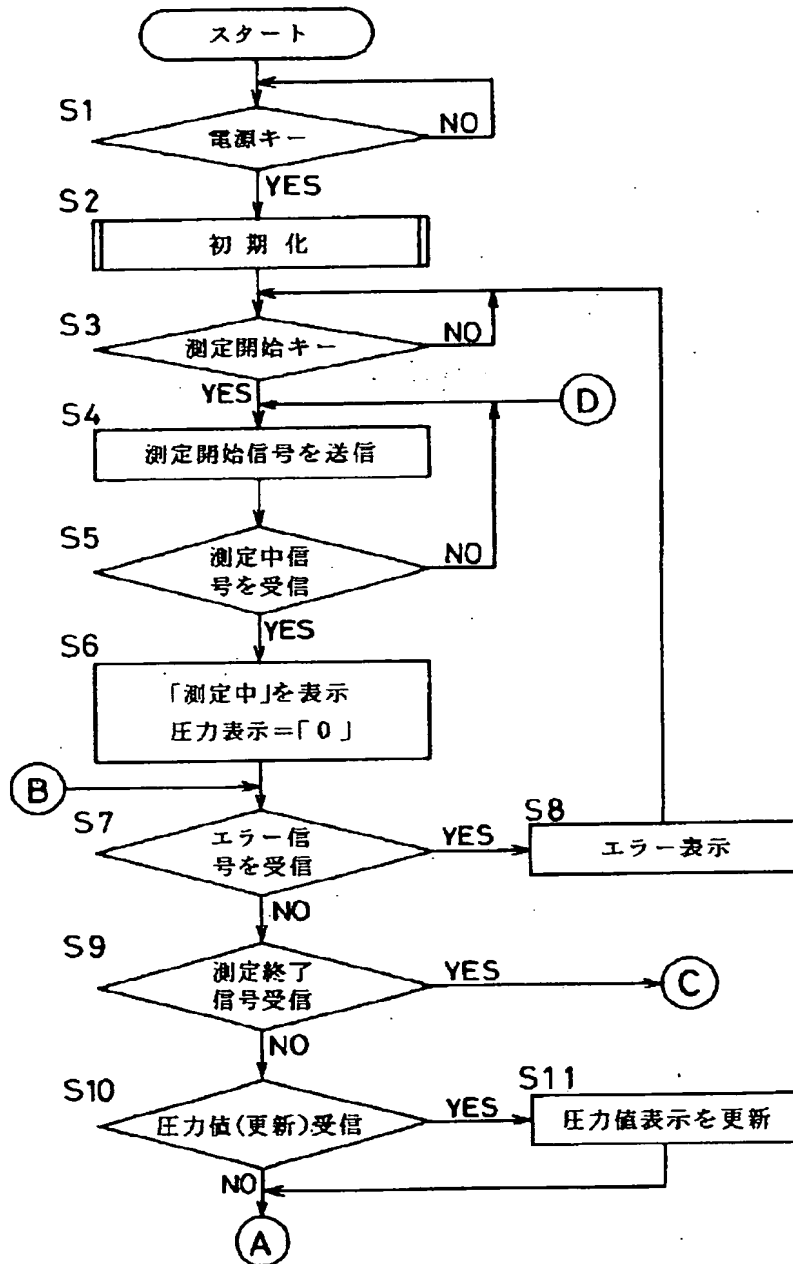 スタート
S1
電源キー
NO
YES
S2
初期化
S3
測定開始キー
NO
YES
D
S4
測定開始信号を送信
S5
測定中信
号を受信
NO
YES
S6
「測定中」を表示
圧力表示=「0」
B
S7
エラー信
号を受信
YES
S8
エラー表示
NO
S9
測定終了
信号受信
YES
C
NO
S10
圧力値(更新)受信
YES
S11
圧力値表示を更新
NO
A